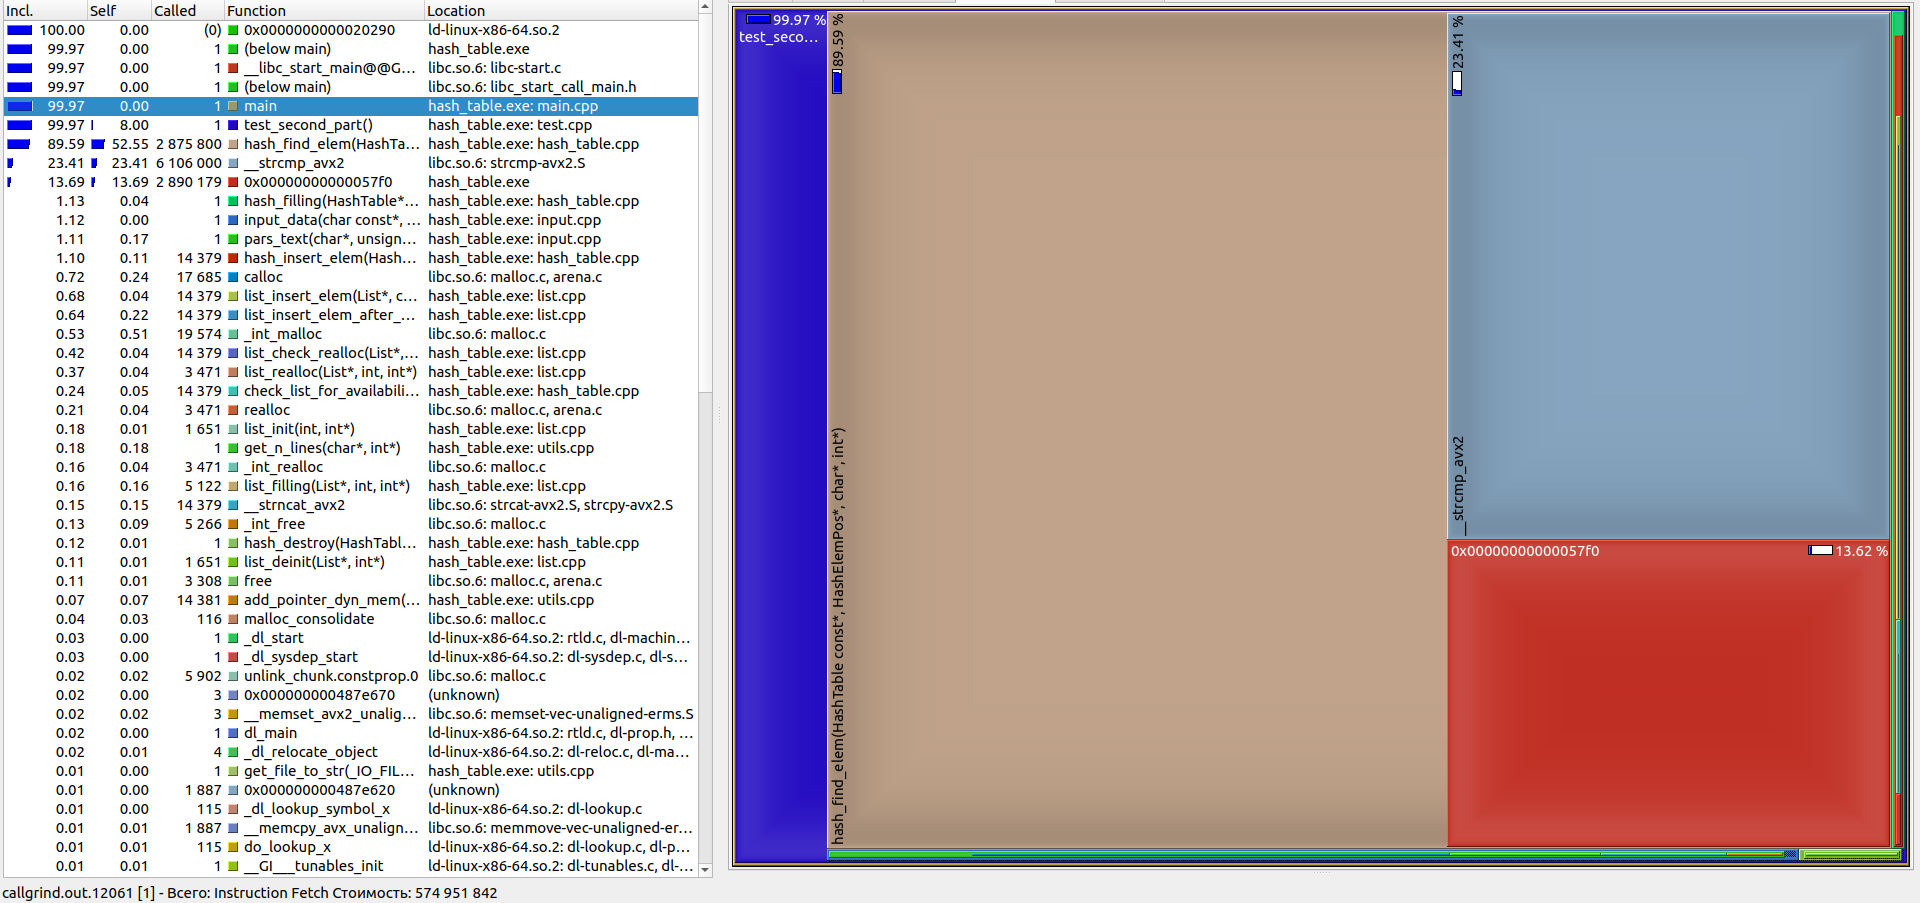 Incl. Self Called Function Location
100.00 0.00 (0) 0x0000000000020290 ld-linux-x86-64.so.2
99.97 0.00 1 (below main) hash_table.exe
99.97 0.00 1 __libc_start_main@@G... libc.so.6: libc-start.c
99.97 0.00 1 (below main) libc.so.6: libc_start_call_main.h
99.97 0.00 1 main hash_table.exe: main.cpp
99.97 8.00 1 test_second_part() hash_table.exe: test.cpp
89.59 52.55 2 875 800 hash_find_elem(HashTa... hash_table.exe: hash_table.cpp
23.41 23.41 6 106 000 __strcmp_avx2 libc.so.6: strcmp-avx2.S
13.69 13.69 2 890 179 0x00000000000057f0 hash_table.exe
1.13 0.04 1 hash_filling(HashTable*... hash_table.exe: hash_table.cpp
1.12 0.00 1 input_data(char const*, ... hash_table.exe: input.cpp
1.11 0.17 1 pars_text(char*, unsign... hash_table.exe: input.cpp
1.10 0.11 14 379 hash_insert_elem(Hash... hash_table.exe: hash_table.cpp
0.72 0.24 17 685 calloc libc.so.6: malloc.c, arena.c
0.68 0.04 14 379 list_insert_elem(List*, c... hash_table.exe: list.cpp
0.64 0.22 14 379 list_insert_elem_after_... hash_table.exe: list.cpp
0.53 0.51 19 574 _int_malloc libc.so.6: malloc.c
0.42 0.04 14 379 list_check_realloc(List*,... hash_table.exe: list.cpp
0.37 0.04 3 471 list_realloc(List*, int, int*) hash_table.exe: list.cpp
0.24 0.05 14 379 check_list_for_availabili... hash_table.exe: hash_table.cpp
0.21 0.04 3 471 realloc libc.so.6: malloc.c, arena.c
0.18 0.01 1 651 list_init(int, int*) hash_table.exe: list.cpp
0.18 0.18 1 get_n_lines(char*, int*) hash_table.exe: utils.cpp
0.16 0.04 3 471 _int_realloc libc.so.6: malloc.c
0.16 0.16 5 122 list_filling(List*, int, int*) hash_table.exe: list.cpp
0.15 0.15 14 379 __strncat_avx2 libc.so.6: strcat-avx2.S, strcpy-avx2.S
0.13 0.09 5 266 _int_free libc.so.6: malloc.c
0.12 0.01 1 hash_destroy(HashTabl... hash_table.exe: hash_table.cpp
0.11 0.01 1 651 list_deinit(List*, int*) hash_table.exe: list.cpp
0.11 0.01 3 308 free libc.so.6: malloc.c, arena.c
0.07 0.07 14 381 add_pointer_dyn_mem(... hash_table.exe: utils.cpp
0.04 0.03 116 malloc_consolidate libc.so.6: malloc.c
0.03 0.00 1 _dl_start ld-linux-x86-64.so.2: rtld.c, dl-machin...
0.03 0.00 1 _dl_sysdep_start ld-linux-x86-64.so.2: dl-sysdep.c, dl-s...
0.02 0.02 5 902 unlink_chunk.constprop.0 libc.so.6: malloc.c
0.02 0.00 3 0x000000000487e670 (unknown)
0.02 0.02 3 __memset_avx2_unalig... libc.so.6: memset-vec-unaligned-erms.S
0.02 0.00 1 dl_main ld-linux-x86-64.so.2: rtld.c, dl-prop.h, ...
0.02 0.01 4 _dl_relocate_object ld-linux-x86-64.so.2: dl-reloc.c, dl-ma...
0.01 0.00 1 get_file_to_str(_IO_FIL... hash_table.exe: utils.cpp
0.01 0.00 1 887 0x000000000487e620 (unknown)
0.01 0.00 115 _dl_lookup_symbol_x ld-linux-x86-64.so.2: dl-lookup.c
0.01 0.01 1 887 __memcpy_avx_unalign... libc.so.6: memmove-vec-unaligned-er...
0.01 0.00 115 do_lookup_x ld-linux-x86-64.so.2: dl-lookup.c, dl-p...
0.01 0.01 1 __GI___tunables_init ld-linux-x86-64.so.2: dl-tunables.c, dl-...
99.97 %
test_seco...
89.59 %
hash_find_elem(HashTable const*, HashElemPos*, char*, int*)
23.41 %
__strcmp_avx2
0x00000000000057f0 13.62 %
callgrind.out.12061 [1] - Всего: Instruction Fetch Стоимость: 574 951 842